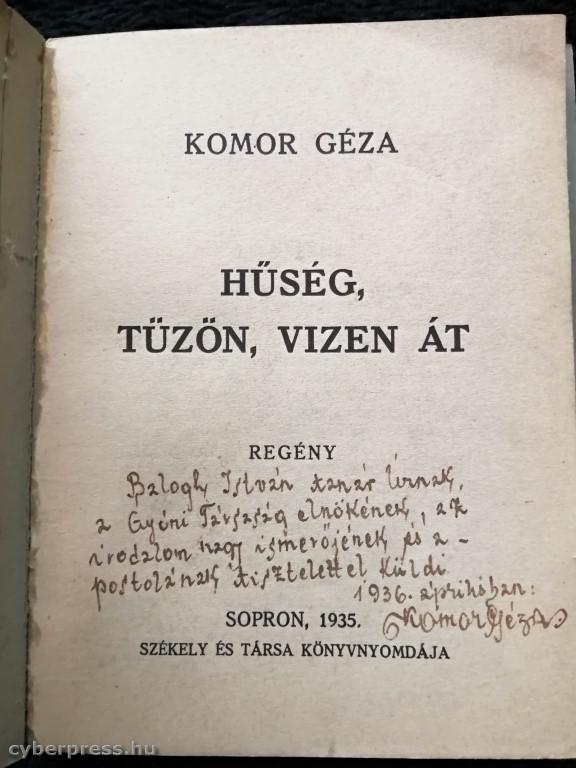 KOMOR GÉZA
HŰSÉG,
TŰZÖN, VIZEN ÁT
REGÉNY
Balogh István tanár Úrnak,
a Gyóni Társaság elnökének, az
irodalom nagy ismerőjének és a-
postolának tisztelettel küldi
1936. áprilisban:
Komor Géza
SOPRON, 1935.
SZÉKELY ÉS TÁRSA KÖNYVNYOMDÁJA
cyberpress.hu